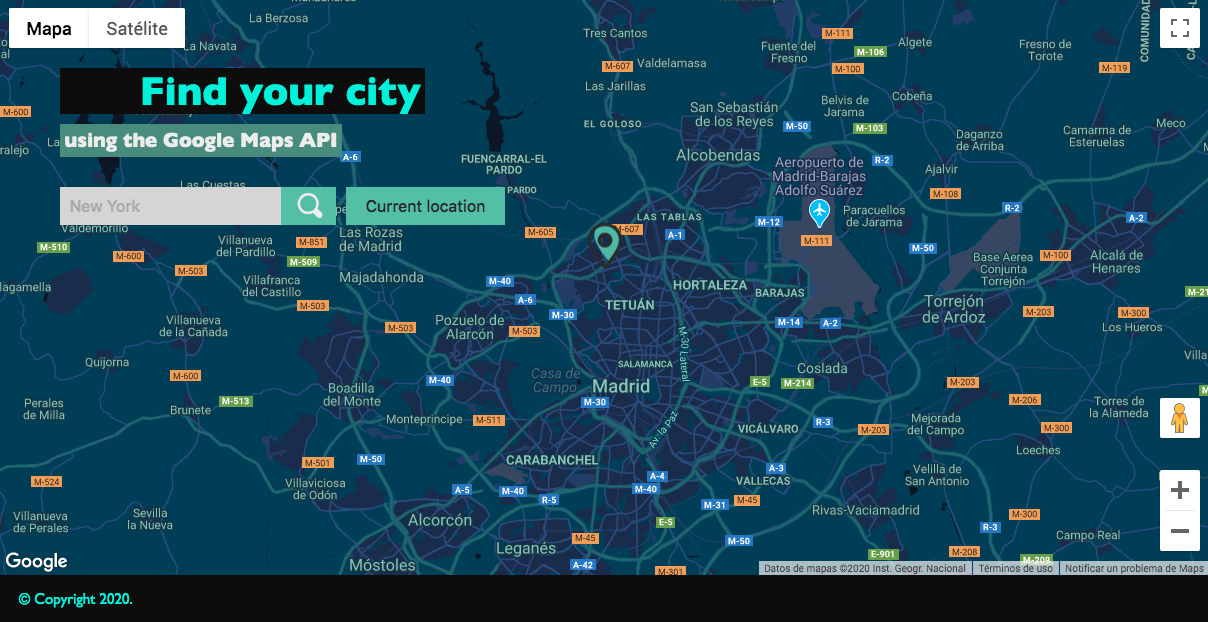 Mapa
Satélite
La Berzosa
La Navata
Find your city
using the Google Maps API
New York
Current location
Tres Cantos
M-111
Algete
Fuente del
Fresno
M-106
Fresno de
Torote
COMUNIDAD
M-607
Valdelamasa
M-100
M-119
Las Jarillas
Cobeña
M-600
San Sebastián
de los Reyes
Belvis de
Jarama
EL GOLOSO
M-50
M-103
Meco
Camarma de
Esteruelas
Daganzo
de Arriba
ralejo
A-6
FUENCARRAL-EL
PARDO
Alcobendas
R-2
Aeropuerto de
Madrid-Barajas
Adolfo Suárez
Ajalvir
PARDO
M-108
Las Cuestas
Valdemorillo
LAS TABLAS
M-12
Paracuellos
de Jarama
R-2
A-2
M-607
A-1
M-605
Las Rozas
de Madrid
M-111
M-50
M-510
M-600
Villanueva
del Pardillo
M-851
M-509
M-503
Base Aerea
Conjunta
Torrejón
M-100
Alcalá de
Henares
lagamella
Villafranca
del Castillo
Majadahonda
M-40
HORTALEZA
BARAJAS
M-503
A-6
TETUÁN
Torrejón
de Ardoz
M-203
M-300
Los Hueros
Villanueva
de la Cañada
M-503
Pozuelo de
Alarcón
M-503
M-30
M-14
A-2
M-30 Lateral
Quijorna
SALAMANCA
Coslada
M-600
Casa de
Campo
Madrid
E-5
M-214
M-203
Boadilla
del Monte
M-40
M-30
Perales
de Milla
Brunete
M-513
M-206
Torres de
la Alameda
Monteprincipe
M-511
Av. la Paz
VICÁLVARO
R-3
M-203
Mejorada
del Campo
M-300
Loeches
M-501
M-50
CARABANCHEL
A-3
VALLECAS
Velilla de
San Antonio
M-524
Villaviciosa
de Odón
A-5
M-40
R-5
A-4
M-40
M-31
M-45
Rivas-Vaciamadrid
Villanueva
de Perales
Sevilla
la Nueva
Alcorcón
E-5
M-300
R-3
Campo Real
M-45
M-50
Leganés
E-901
M-208
M-209
Móstoles
A-42
M-301
Google
Datos de mapas ©2020 Inst. Geogr. Nacional
Términos de uso
Notificar un problema de Maps
© Copyright 2020.